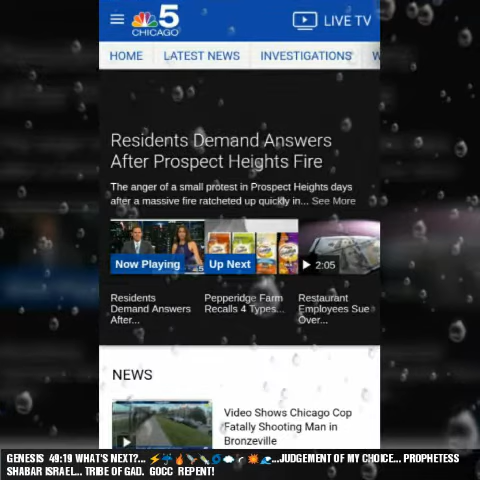 5
CHICAGO
LIVE TV
HOME LATEST NEWS INVESTIGATIONS W
Residents Demand Answers
After Prospect Heights Fire
The anger of a small protest in Prospect Heights days
after a massive fire ratcheted up quickly in... See More
Now Playing
Up Next
2:05
Residents
Demand Answers
After...
Pepperidge Farm
Recalls 4 Types...
Restaurant
Employees Sue
Over...
NEWS
Video Shows Chicago Cop
Fatally Shooting Man in
Bronzeville
GENESIS 49:19 WHAT'S NEXT?... ...JUDGEMENT OF MY CHOICE... PROPHETESS
SHABAR ISRAEL... TRIBE OF GAD. GOCC REPENT!